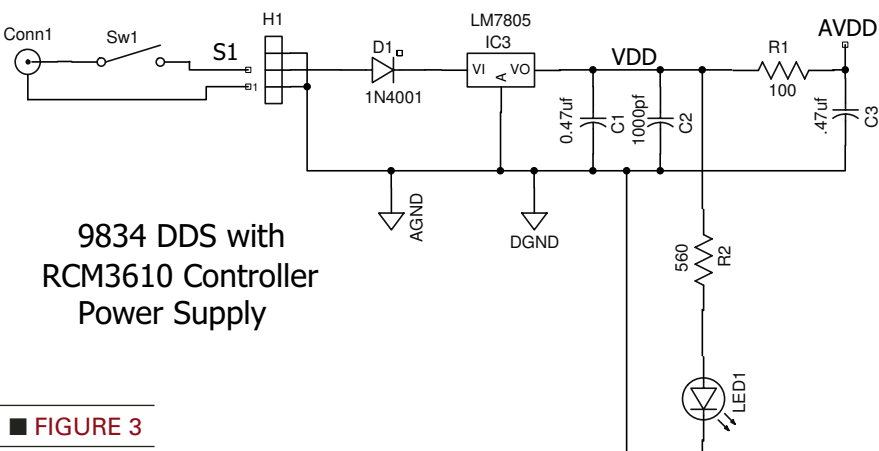 H1
LM7805
IC3
AVDD
Conn1
Sw1
S1
D1
VI
VO
A
VDD
R1
1
1N4001
100
0.47uf
C1
1000pf
C2
.47uf
C3
AGND
DGND
9834 DDS with
RCM3610 Controller
Power Supply
560
R2
LED1
■ FIGURE 3